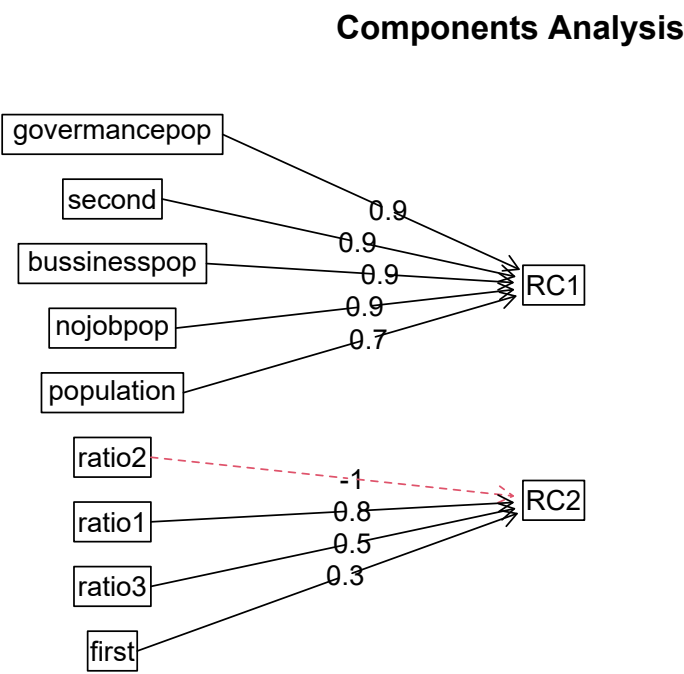 Components Analysis
govermancepop
second
0.9
0.9
bussinesspop
0.9
RC1
0.9
nojobpop
0.7
population
ratio2
-1
RC2
0.8
ratio1
0.5
0.3
ratio3
first